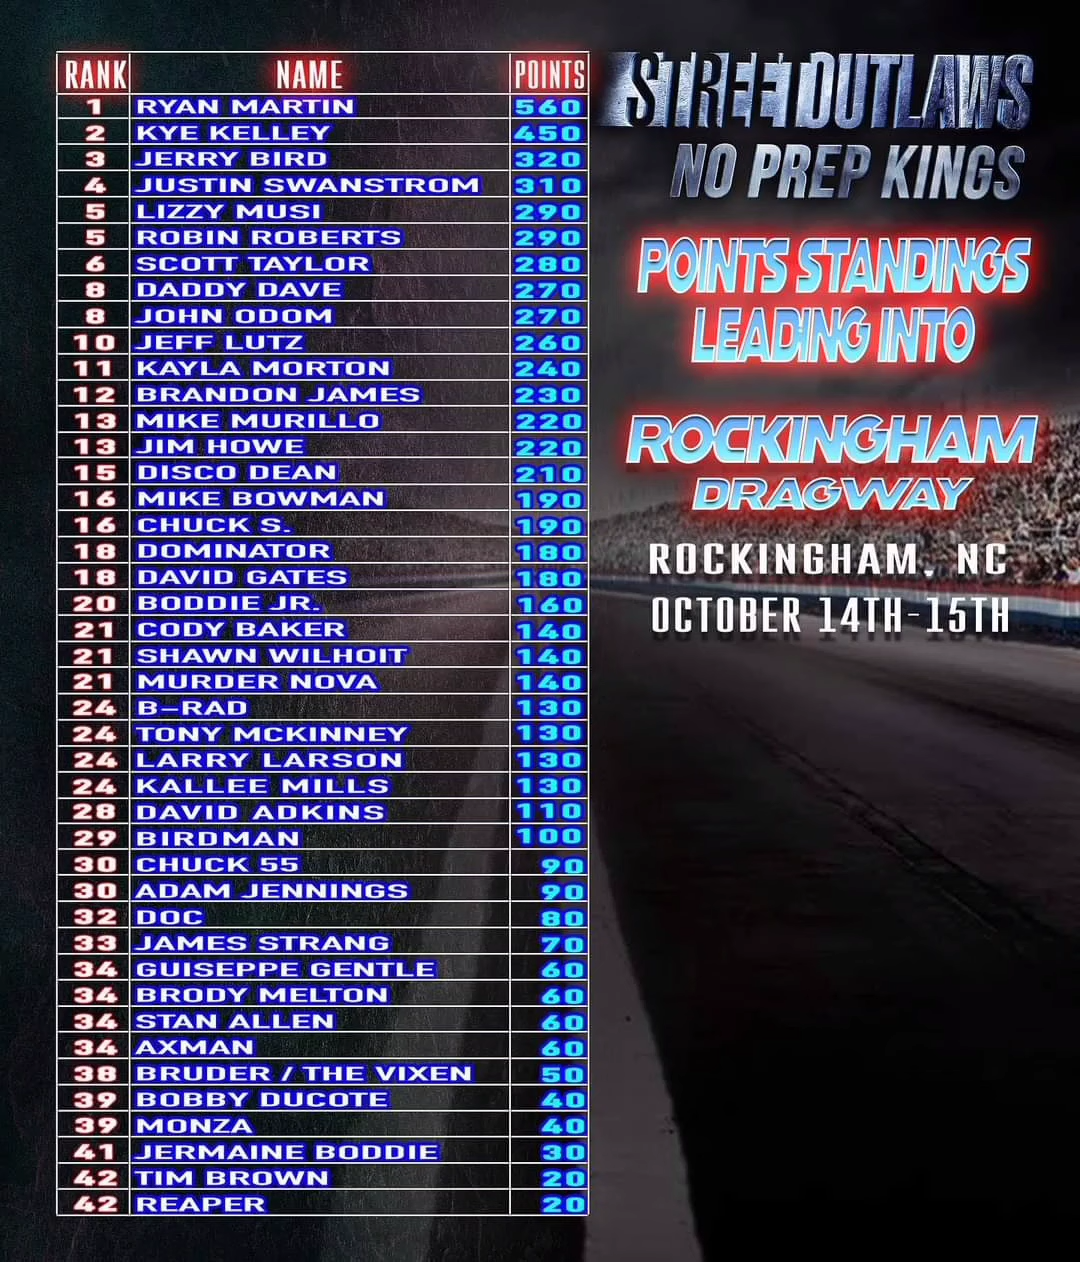 RANK NAME POINTS
1 RYAN MARTIN 560
2 KYE KELLEY 450
3 JERRY BIRD 320
4 JUSTIN SWANSTROM 310
5 LIZZY MUSI 290
5 ROBIN ROBERTS 290
6 SCOTT TAYLOR 280
8 DADDY DAVE 270
8 JOHN ODOM 270
10 JEFF LUTZ 260
11 KAYLA MORTON 240
12 BRANDON JAMES 230
13 MIKE MURILLO 220
13 JIM HOWE 220
15 DISCO DEAN 210
16 MIKE BOWMAN 190
16 CHUCK S. 190
18 DOMINATOR 180
18 DAVID GATES 180
20 BODDIE JR. 160
21 CODY BAKER 140
21 SHAWN WILHOIT 140
21 MURDER NOVA 140
24 B-RAD 130
24 TONY MCKINNEY 130
24 LARRY LARSON 130
24 KALLEE MILLS 130
28 DAVID ADKINS 110
29 BIRDMAN 100
30 CHUCK 55 90
30 ADAM JENNINGS 90
32 DOC 80
33 JAMES STRANG 70
34 GUISEPPE GENTLE 60
34 BRODY MELTON 60
34 STAN ALLEN 60
34 AXMAN 60
38 BRUDER / THE VIXEN 50
39 BOBBY DUCOTE 40
39 MONZA 40
41 JERMAINE BODDIE 30
42 TIM BROWN 20
42 REAPER 20
STREET OUTLAWS
NO PREP KINGS
POINTS STANDINGS
LEADING INTO
ROCKINGHAM
DRAGWAY
ROCKINGHAM, NC
OCTOBER 14TH-15TH